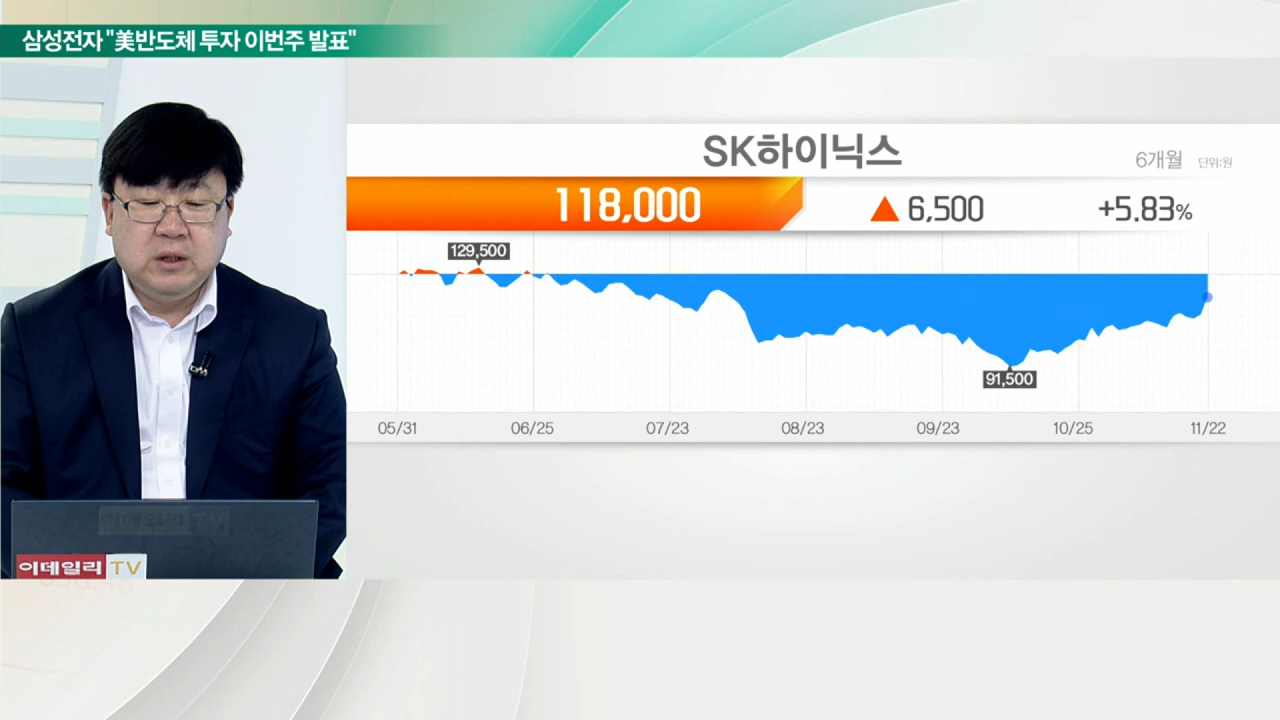 삼성전자 "美반도체 투자 이번주 발표"
SK하이닉스
6개월 단위:원
118,000 ▲ 6,500 +5.83%
129,500
91,500
05/31 06/25 07/23 08/23 09/23 10/25 11/22
이데일리 TV